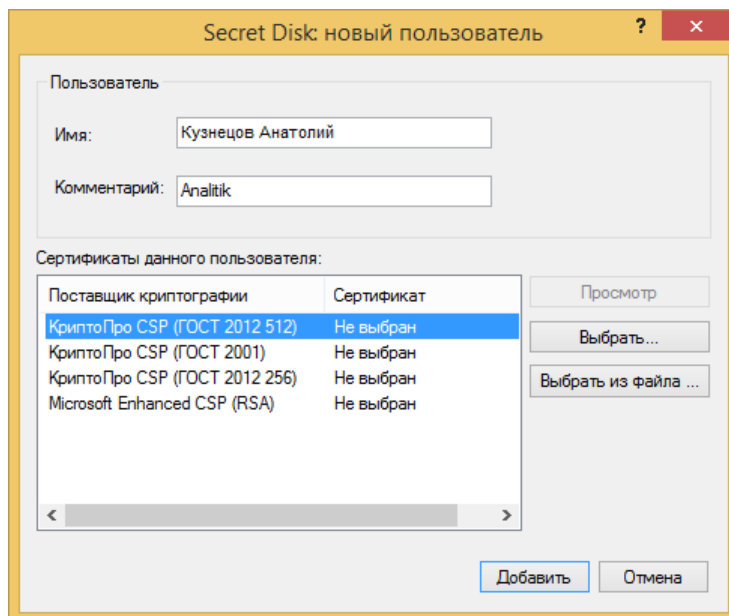 Secret Disk: новый пользователь
? ×
Пользователь
Имя: Кузнецов Анатолий
Комментарий: Analitik
Сертификаты данного пользователя:
Поставщик криптографии Сертификат
КриптоПро CSP (ГОСТ 2012 512) Не выбран
КриптоПро CSP (ГОСТ 2001) Не выбран
КриптоПро CSP (ГОСТ 2012 256) Не выбран
Microsoft Enhanced CSP (RSA) Не выбран
Просмотр
Выбрать...
Выбрать из файла ...
Добавить Отмена